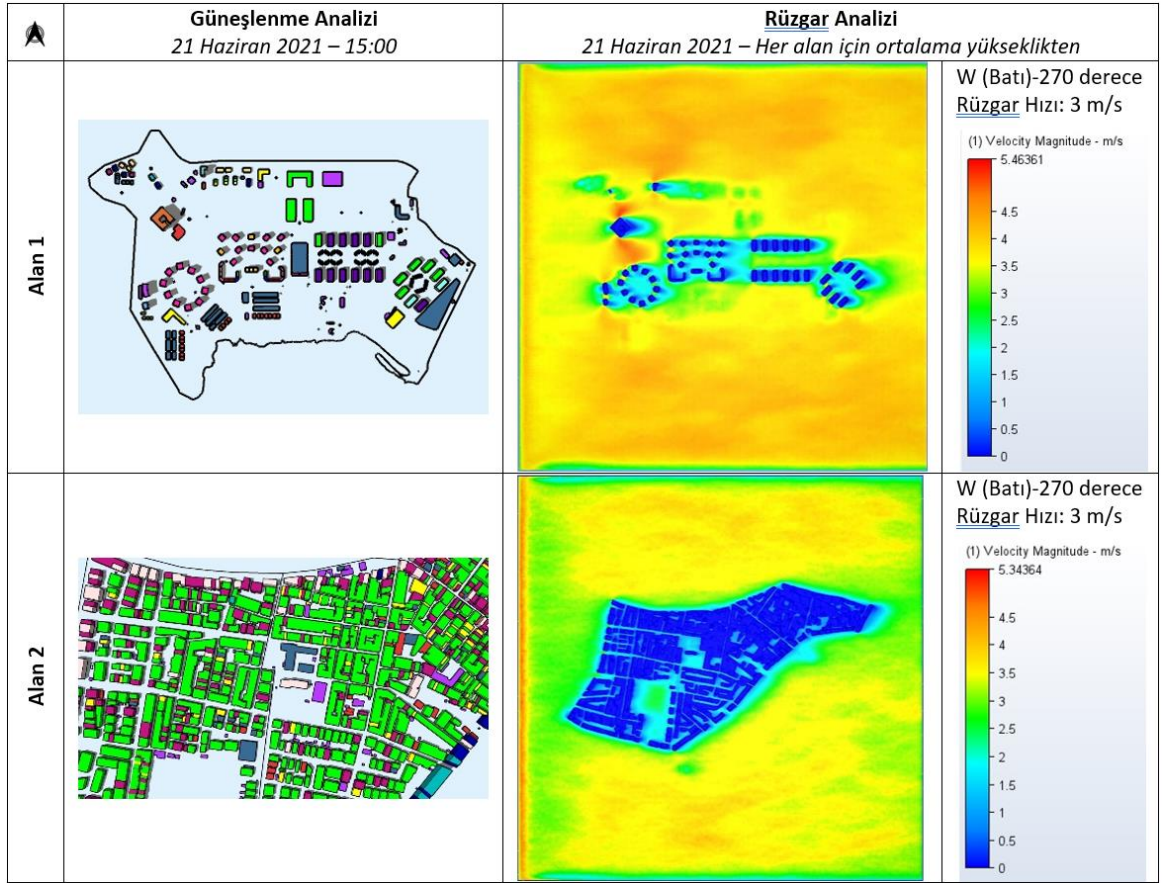 Güneşlenme Analizi
21 Haziran 2021 – 15:00
Rüzgar Analizi
21 Haziran 2021 – Her alan için ortalama yükseklikten
Alan 1
W (Batı)-270 derece
Rüzgar Hızı: 3 m/s
(1) Velocity Magnitude - m/s
5.46361
4.5
4
3.5
3
2.5
2
1.5
1
0.5
0
Alan 2
W (Batı)-270 derece
Rüzgar Hızı: 3 m/s
(1) Velocity Magnitude - m/s
5.34364
4.5
4
3.5
3
2.5
2
1.5
1
0.5
0